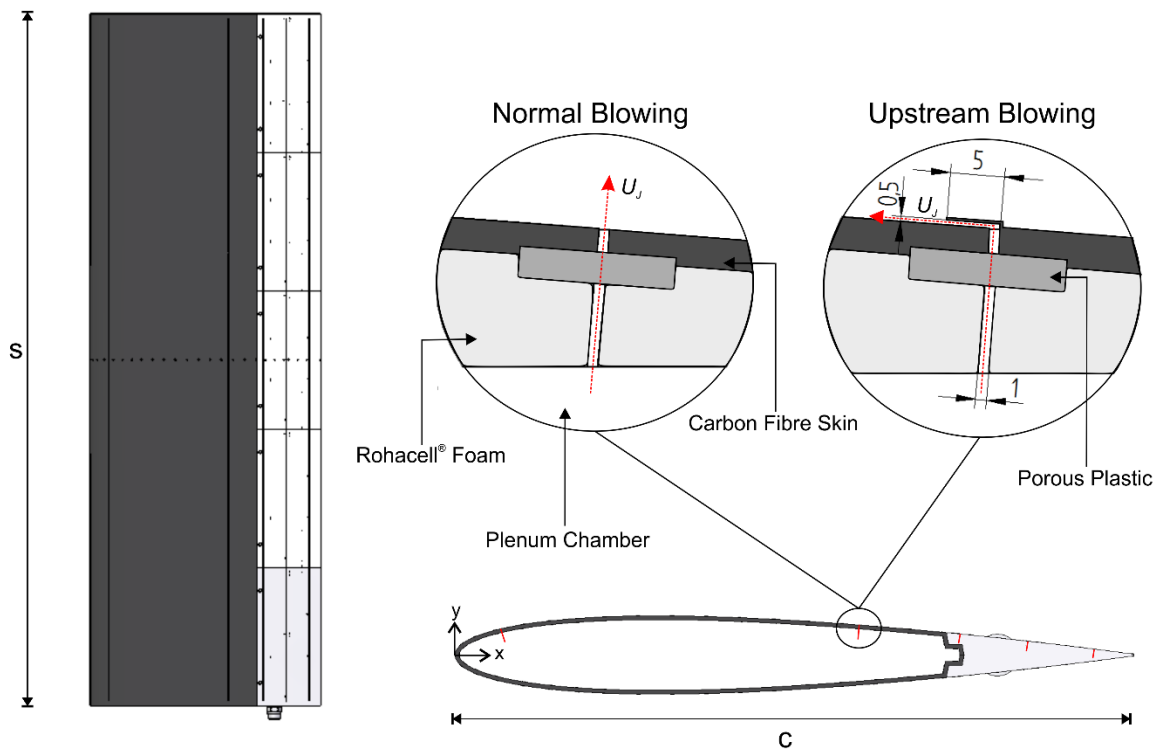 S
Normal Blowing
Upstream Blowing
U_J
5
0,5
U_J
1
Carbon Fibre Skin
Rohacell® Foam
Porous Plastic
Plenum Chamber
y
x
c